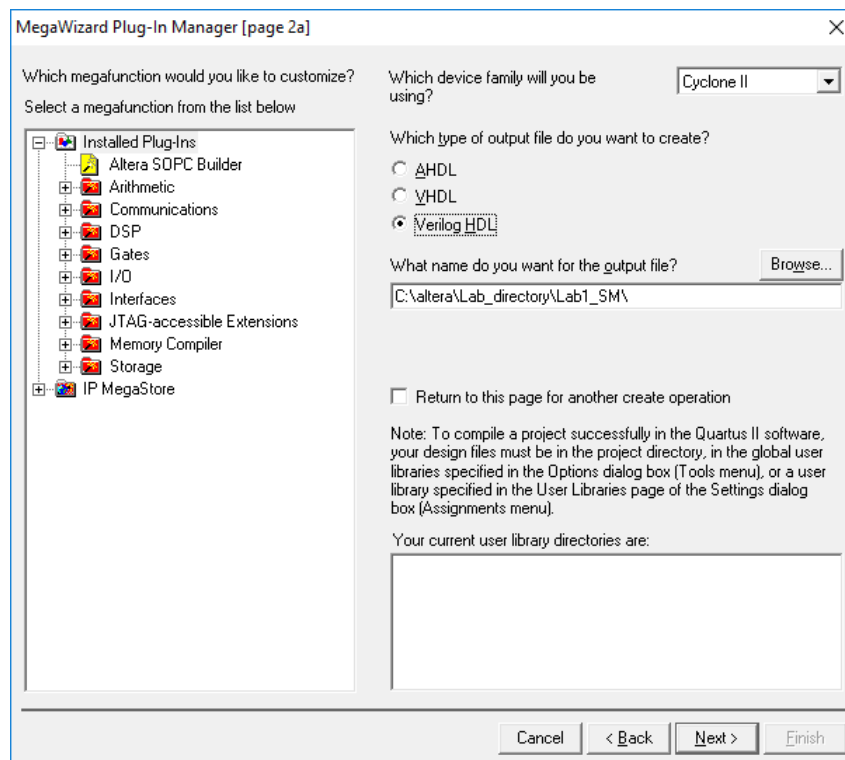 MegaWizard Plug-In Manager [page 2a]
Which megafunction would you like to customize?
Select a megafunction from the list below
Installed Plug-Ins
Altera SOPC Builder
Arithmetic
Communications
DSP
Gates
I/O
Interfaces
JTAG-accessible Extensions
Memory Compiler
Storage
IP MegaStore
Which device family will you be
using?
Cyclone II
Which type of output file do you want to create?
AHDL
VHDL
Verilog HDL
What name do you want for the output file?
Browse...
C:\altera\Lab_directory\Lab1_SM\
Return to this page for another create operation
Note: To compile a project successfully in the Quartus II software,
your design files must be in the project directory, in the global user
libraries specified in the Options dialog box (Tools menu), or a user
library specified in the User Libraries page of the Settings dialog
box (Assignments menu).
Your current user library directories are:
Cancel
< Back
Next >
Finish